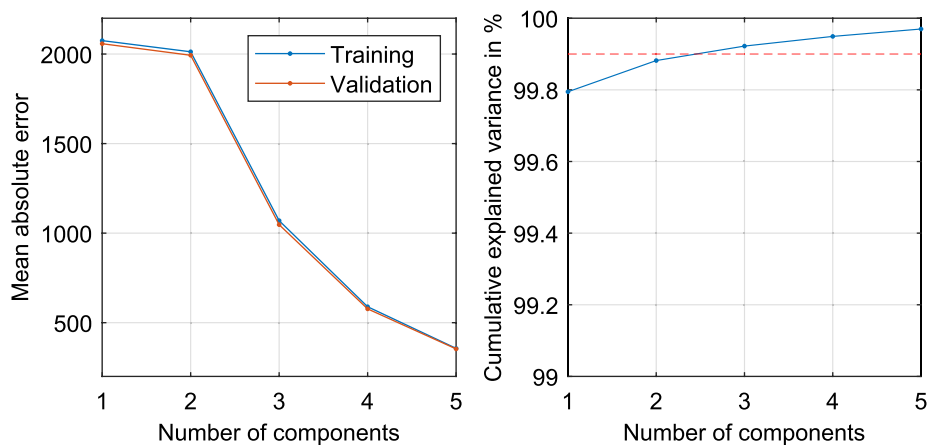 Mean absolute error
2000
1500
1000
500
1 2 3 4 5
Number of components
Training
Validation
Cumulative explained variance in %
100
99.8
99.6
99.4
99.2
99
1 2 3 4 5
Number of components